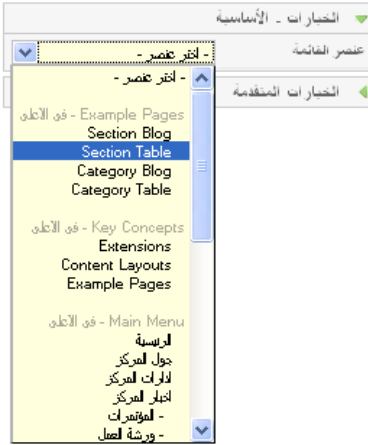 الخيارات - الأساسية
عنصر القائمة
- اختر عنصر -
الخيارات المتقدمة
- اختر عنصر -
Example Pages - في الأعلى
Section Blog
Section Table
Category Blog
Category Table
Key Concepts - في الأعلى
Extensions
Content Layouts
Example Pages
Main Menu - في الأعلى
الرئيسية
جول المركز
ادارات المركز
اخبار المركز
- المؤتمرات
- ورشة العمل